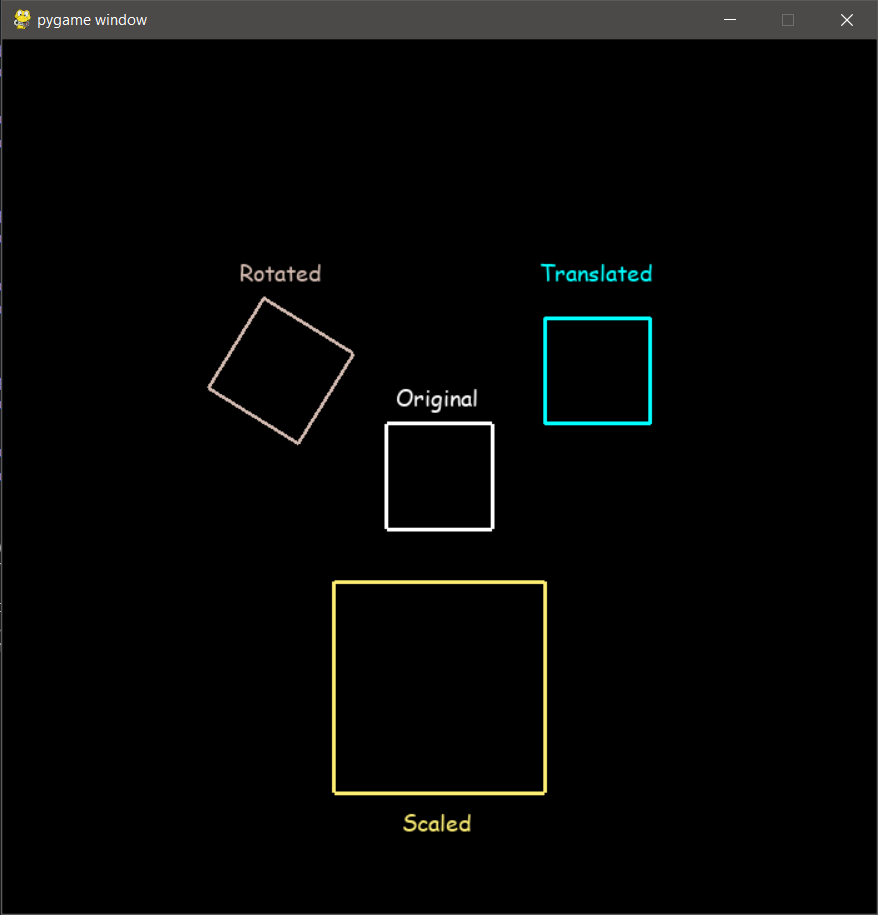 pygame window
Rotated
Translated
Original
Scaled